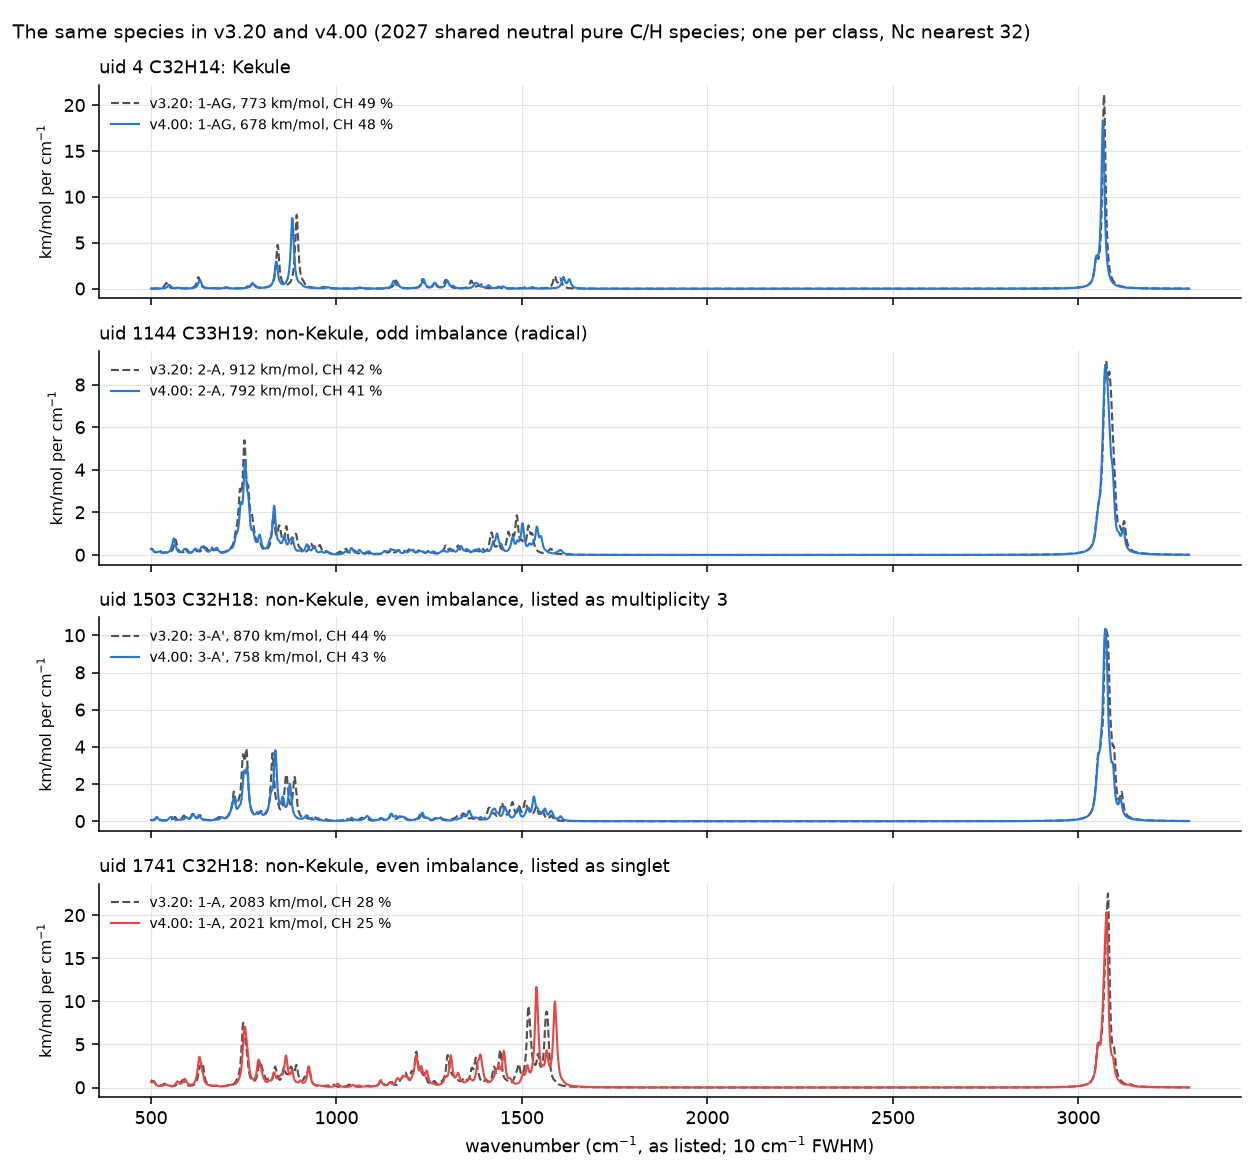 The same species in v3.20 and v4.00 (2027 shared neutral pure C/H species; one per class, Nc nearest 32)
uid 4 C32H14: Kekule
v3.20: 1-AG, 773 km/mol, CH 49 %
v4.00: 1-AG, 678 km/mol, CH 48 %
km/mol per cm⁻¹
20
15
10
5
0
uid 1144 C33H19: non-Kekule, odd imbalance (radical)
v3.20: 2-A, 912 km/mol, CH 42 %
v4.00: 2-A, 792 km/mol, CH 41 %
km/mol per cm⁻¹
8
6
4
2
0
uid 1503 C32H18: non-Kekule, even imbalance, listed as multiplicity 3
v3.20: 3-A', 870 km/mol, CH 44 %
v4.00: 3-A', 758 km/mol, CH 43 %
km/mol per cm⁻¹
10
8
6
4
2
0
uid 1741 C32H18: non-Kekule, even imbalance, listed as singlet
v3.20: 1-A, 2083 km/mol, CH 28 %
v4.00: 1-A, 2021 km/mol, CH 25 %
km/mol per cm⁻¹
20
15
10
5
0
500 1000 1500 2000 2500 3000
wavenumber (cm⁻¹, as listed; 10 cm⁻¹ FWHM)